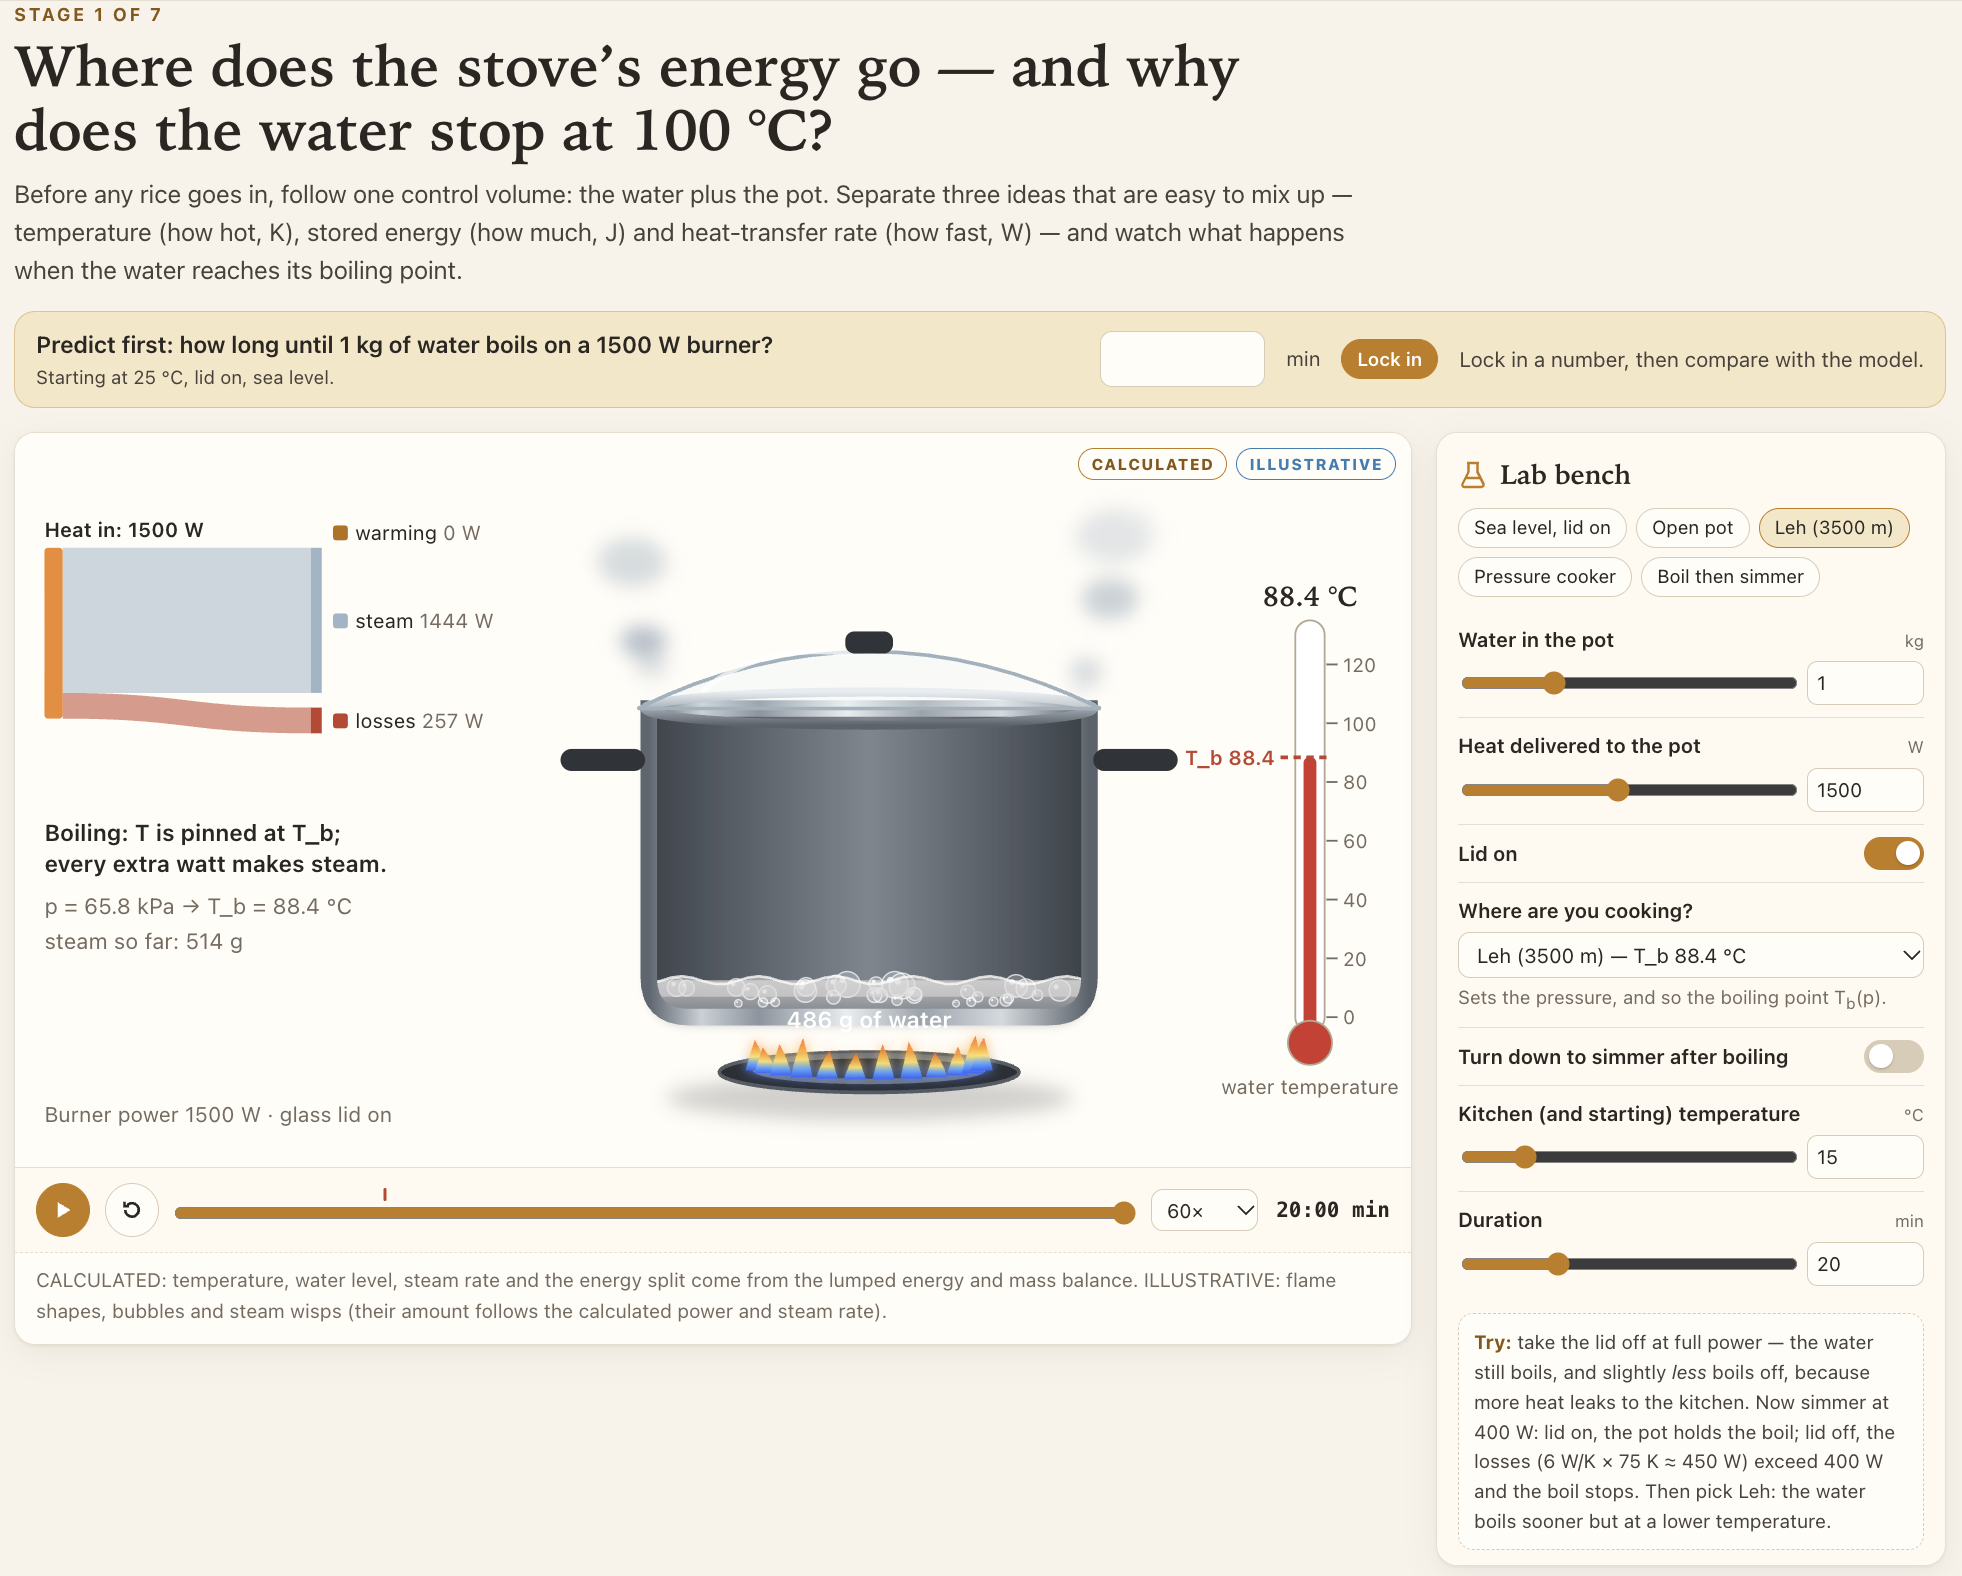 STAGE 1 OF 7
Where does the stove’s energy go — and why
does the water stop at 100 °C?
Before any rice goes in, follow one control volume: the water plus the pot. Separate three ideas that are easy to mix up —
temperature (how hot, K), stored energy (how much, J) and heat-transfer rate (how fast, W) — and watch what happens
when the water reaches its boiling point.
Predict first: how long until 1 kg of water boils on a 1500 W burner?
Starting at 25 °C, lid on, sea level.
min
Lock in
Lock in a number, then compare with the model.
CALCULATED
ILLUSTRATIVE
Heat in: 1500 W
warming 0 W
steam 1444 W
losses 257 W
Boiling: T is pinned at T_b;
every extra watt makes steam.
p = 65.8 kPa → T_b = 88.4 °C
steam so far: 514 g
Burner power 1500 W · glass lid on
486 g of water
88.4 °C
120
100
T_b 88.4
80
60
40
20
0
water temperature
60×
20:00 min
CALCULATED: temperature, water level, steam rate and the energy split come from the lumped energy and mass balance. ILLUSTRATIVE: flame
shapes, bubbles and steam wisps (their amount follows the calculated power and steam rate).
Lab bench
Sea level, lid on
Open pot
Leh (3500 m)
Pressure cooker
Boil then simmer
Water in the pot
kg
1
Heat delivered to the pot
W
1500
Lid on
Where are you cooking?
Leh (3500 m) — T_b 88.4 °C
Sets the pressure, and so the boiling point Tb(p).
Turn down to simmer after boiling
Kitchen (and starting) temperature
°C
15
Duration
min
20
Try: take the lid off at full power — the water
still boils, and slightly less boils off, because
more heat leaks to the kitchen. Now simmer at
400 W: lid on, the pot holds the boil; lid off, the
losses (6 W/K × 75 K ≈ 450 W) exceed 400 W
and the boil stops. Then pick Leh: the water
boils sooner but at a lower temperature.